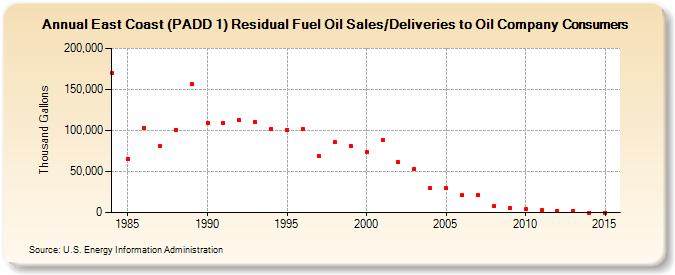 Annual East Coast (PADD 1) Residual Fuel Oil Sales/Deliveries to Oil Company Consumers
Thousand Gallons
200,000
150,000
100,000
50,000
0
1985 1990 1995 2000 2005 2010 2015
Source: U.S. Energy Information Administration